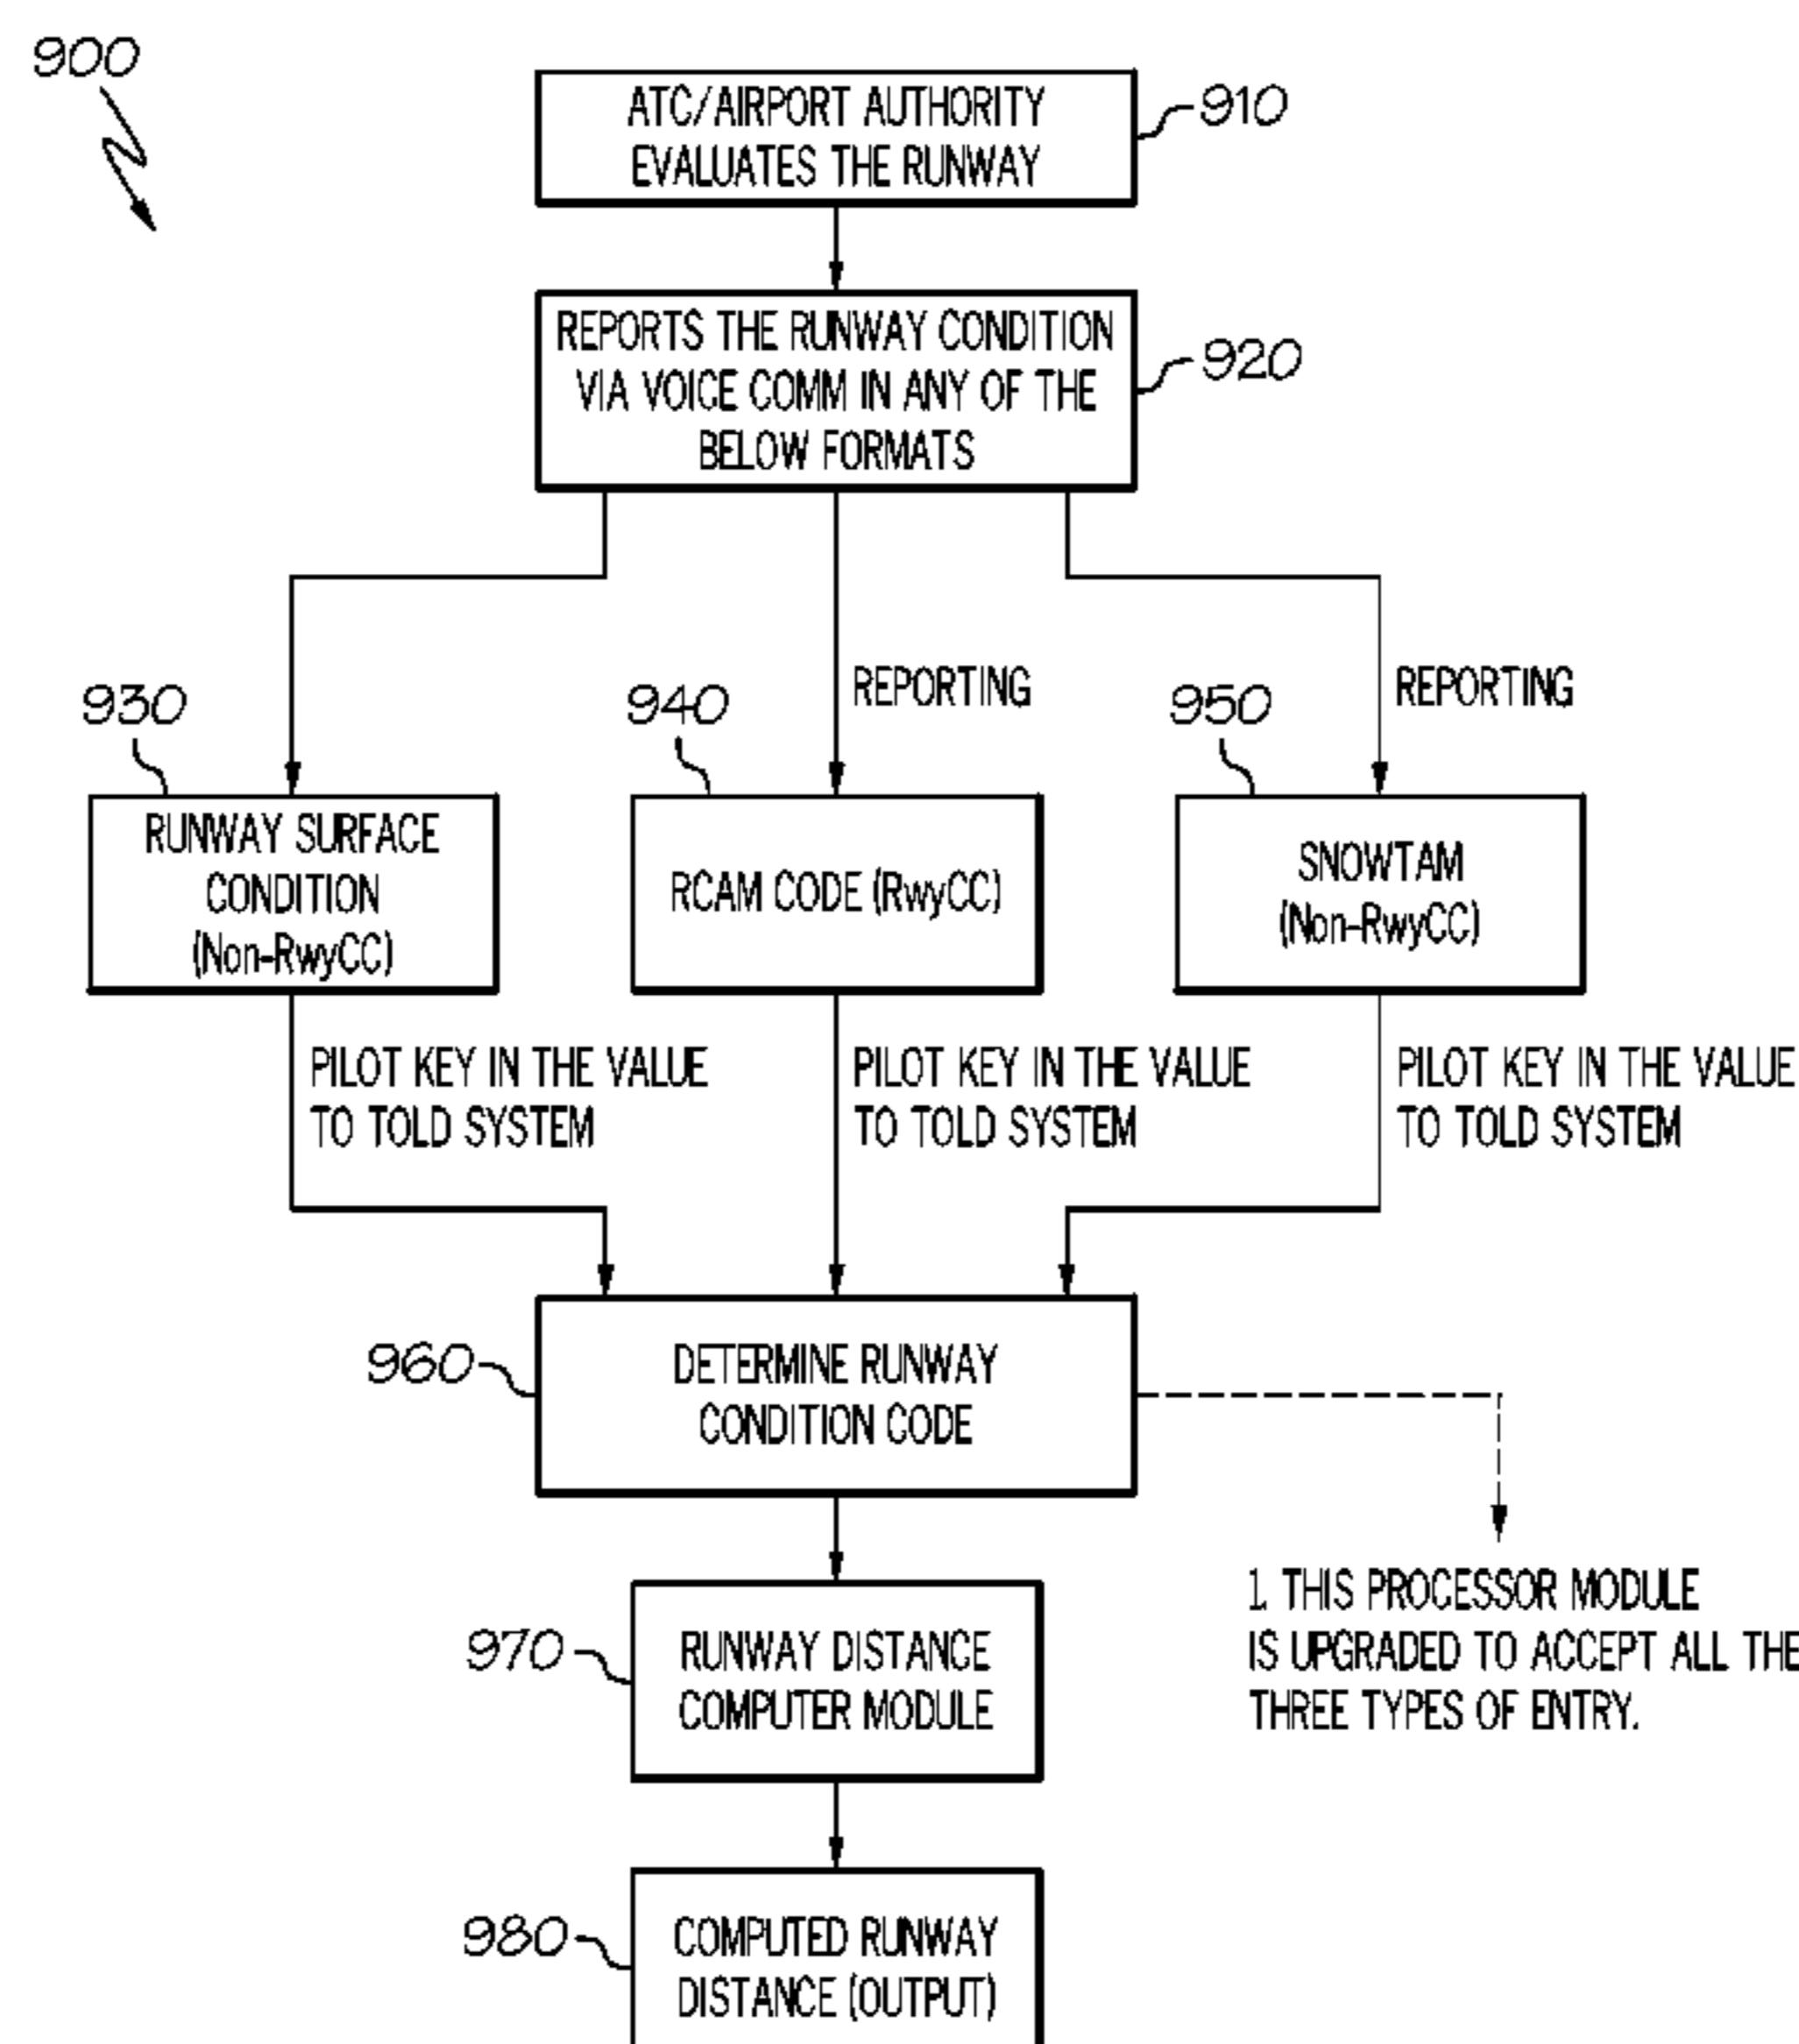 900
ATC/AIRPORT AUTHORITY
EVALUATES THE RUNWAY
910
REPORTS THE RUNWAY CONDITION
VIA VOICE COMM IN ANY OF THE
BELOW FORMATS
920
930
940
REPORTING
950
REPORTING
RUNWAY SURFACE
CONDITION
(Non-RwyCC)
RCAM CODE (RwyCC)
SNOWTAM
(Non-RwyCC)
PILOT KEY IN THE VALUE
TO TOLD SYSTEM
PILOT KEY IN THE VALUE
TO TOLD SYSTEM
PILOT KEY IN THE VALUE
TO TOLD SYSTEM
960
DETERMINE RUNWAY
CONDITION CODE
1. THIS PROCESSOR MODULE
IS UPGRADED TO ACCEPT ALL THE
THREE TYPES OF ENTRY.
970
RUNWAY DISTANCE
COMPUTER MODULE
980
COMPUTED RUNWAY
DISTANCE (OUTPUT)